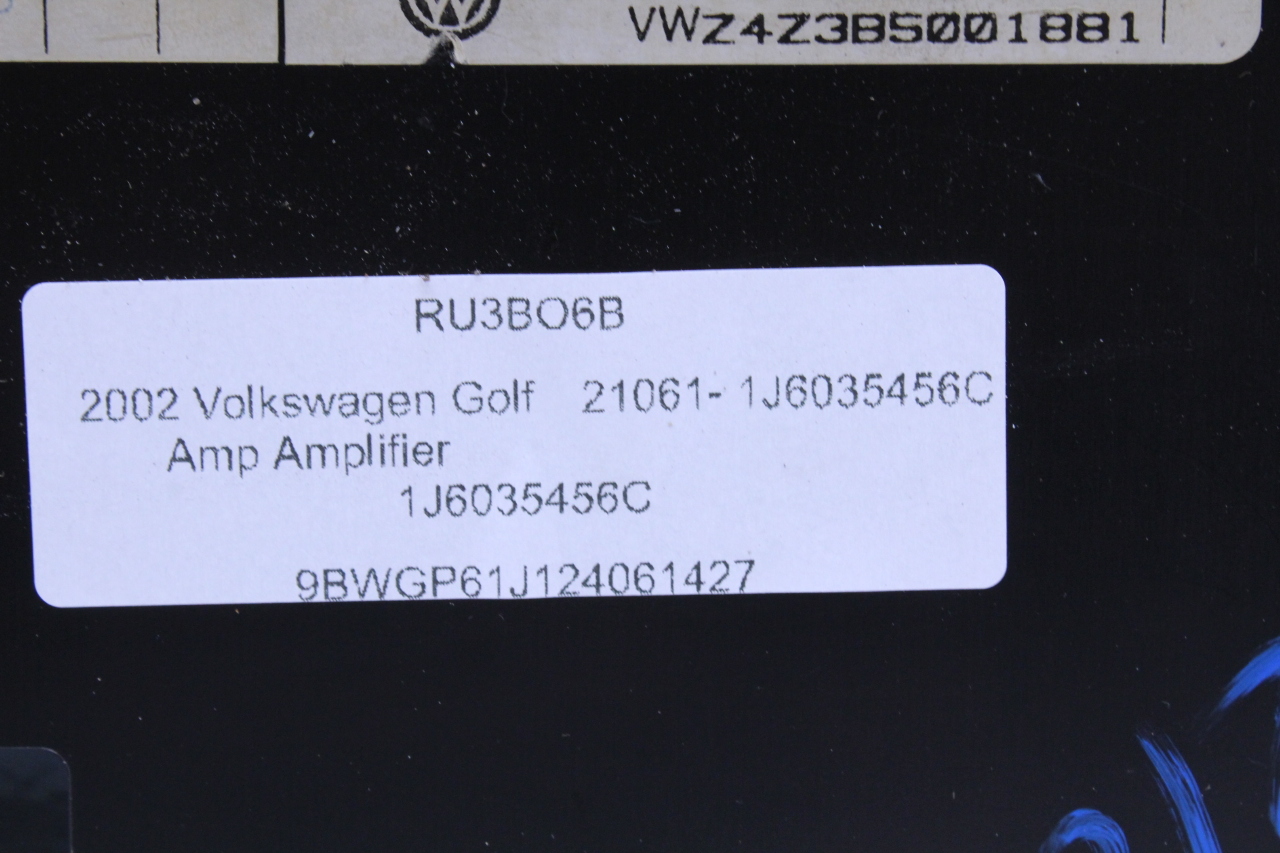 VWZ4Z3B5001881
RU3BO6B
2002 Volkswagen Golf 21061- 1J6035456C
Amp Amplifier
1J6035456C
9BWGP61J124061427